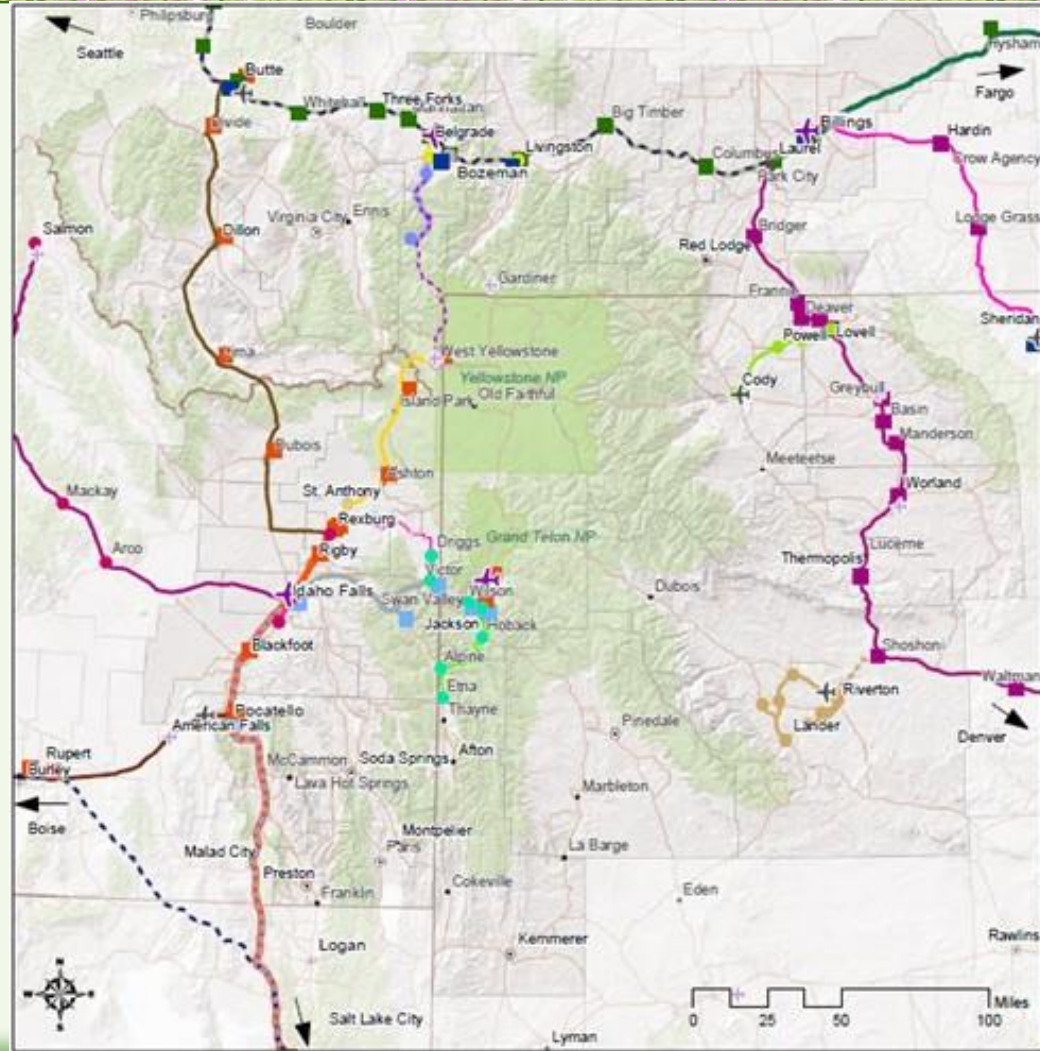 Philipsburg
Boulder
Seattle
Hysham
Fargo
Butte
Whitehall
Three Forks
Manhattan
Big Timber
Billings
Divide
Belgrade
Livingston
Bozeman
Columbus
Laurel
Park City
Hardin
Crow Agency
Virginia City
Ennis
Salmon
Dillon
Bridger
Red Lodge
Lodge Grass
Gardiner
Frannie
Deaver
Sheridan
Powell
Lovell
Lima
West Yellowstone
Yellowstone NP
Island Park
Old Faithful
Cody
Greybull
Basin
Manderson
Dubois
Ashton
Meeteetse
Mackay
St. Anthony
Rexburg
Worland
Rigby
Driggs
Grand Teton NP
Lucerne
Arco
Victor
Thermopolis
Idaho Falls
Swan Valley
Wilson
Dubois
Jackson
Hoback
Blackfoot
Alpine
Shoshoni
Etna
Riverton
Waltman
Pocatello
Thayne
American Falls
Pinedale
Lander
Denver
Rupert
Burley
McCammon
Soda Springs
Afton
Lava Hot Springs
Marbleton
Boise
Montpelier
Malad City
Paris
La Barge
Preston
Franklin
Cokeville
Eden
Logan
Kemmerer
Rawlins
Salt Lake City
Miles
0 25 50 100
Lyman